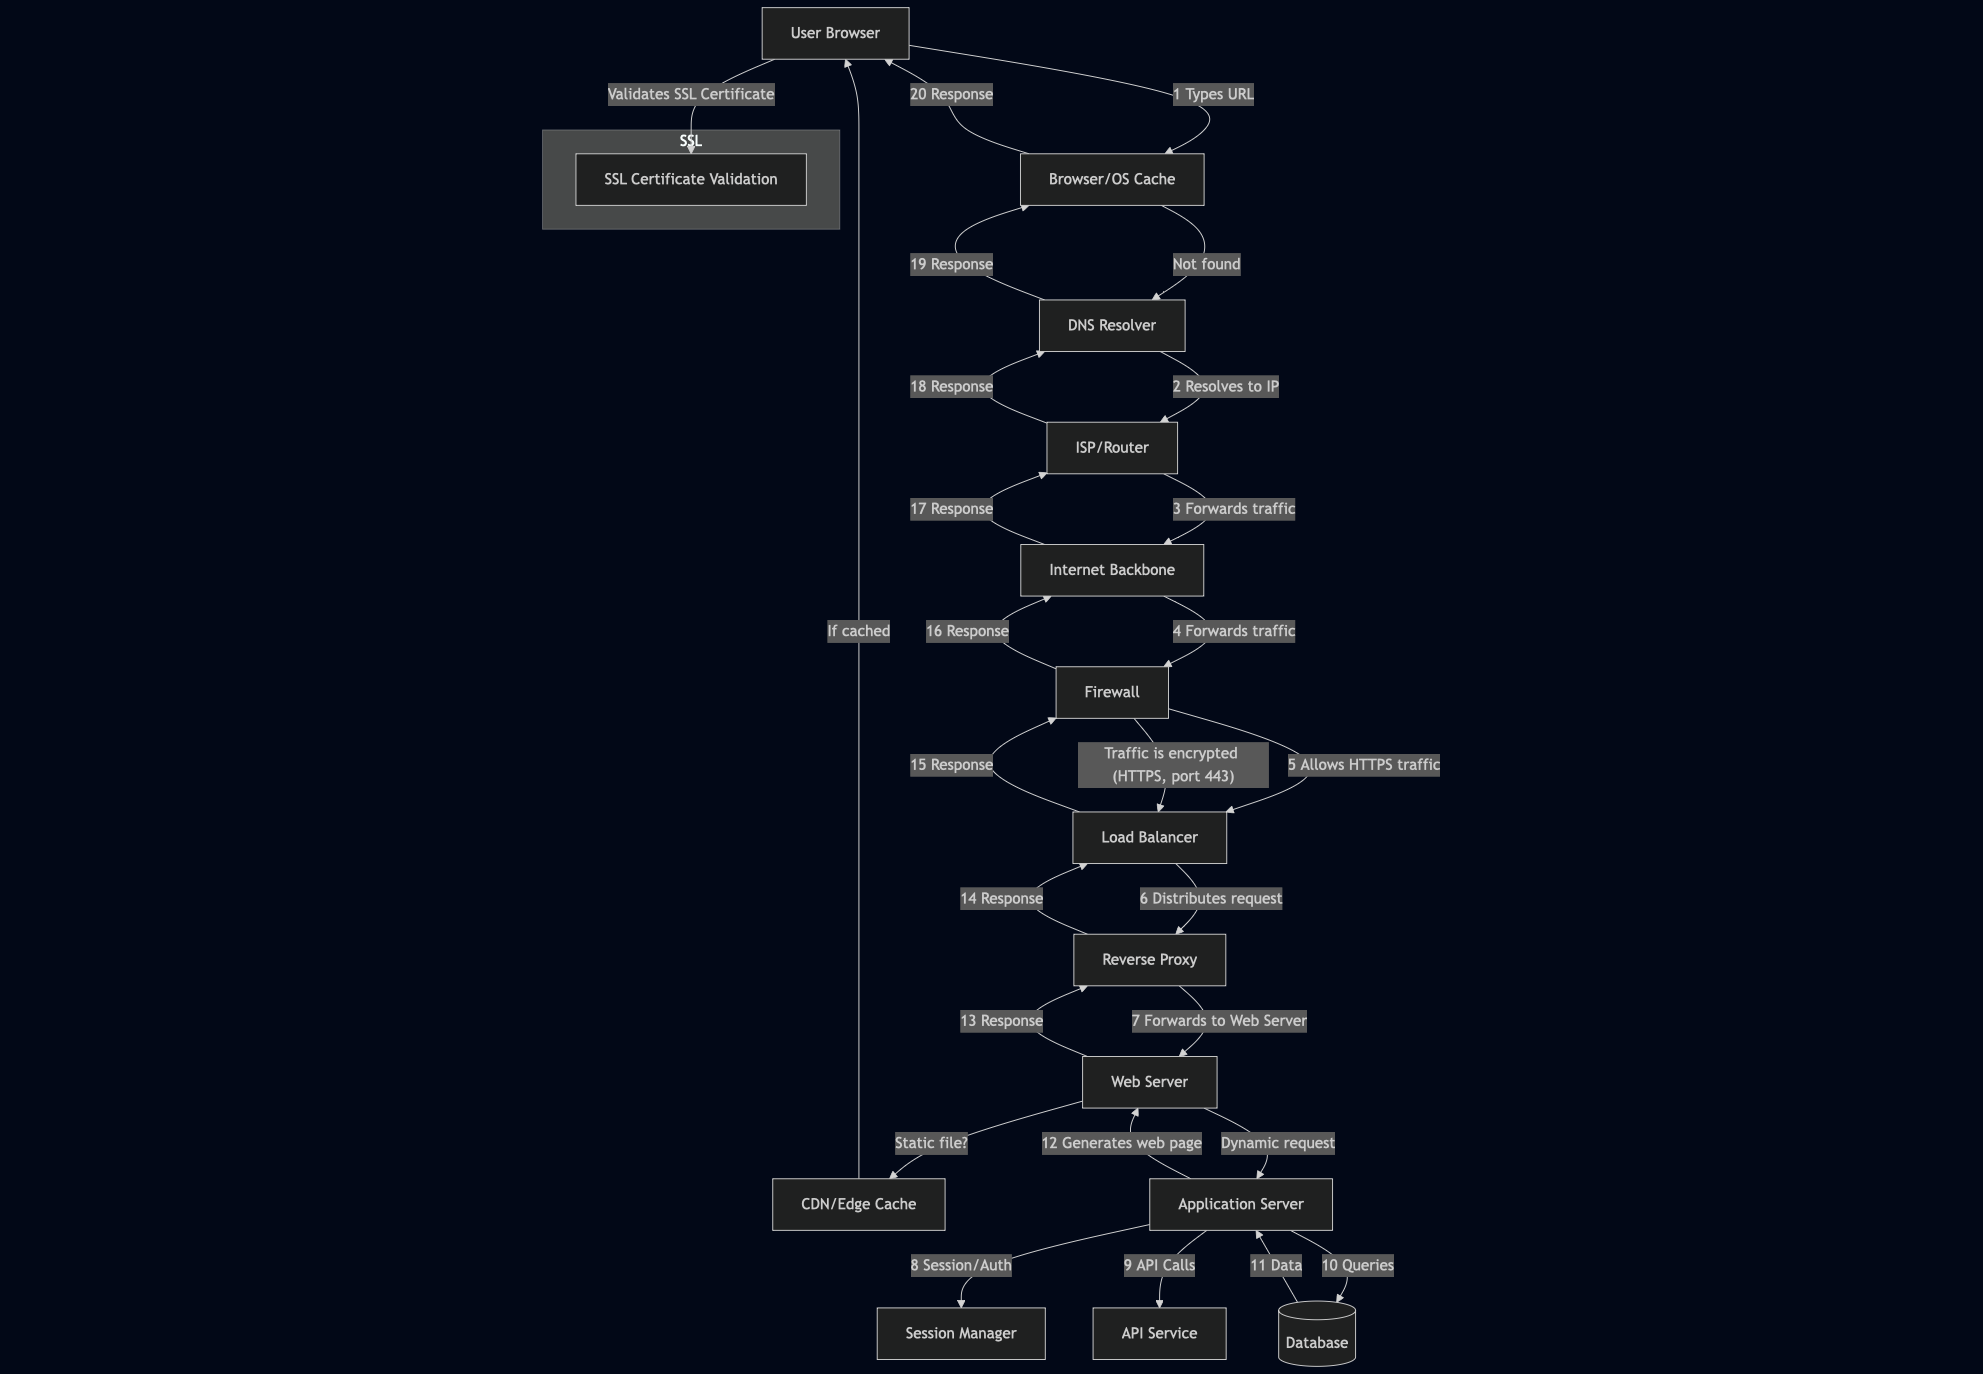 User Browser
Validates SSL Certificate
20 Response
1 Types URL
SSL
SSL Certificate Validation
Browser/OS Cache
19 Response
Not found
DNS Resolver
18 Response
2 Resolves to IP
ISP/Router
17 Response
3 Forwards traffic
Internet Backbone
If cached
16 Response
4 Forwards traffic
Firewall
15 Response
Traffic is encrypted
(HTTPS, port 443)
5 Allows HTTPS traffic
Load Balancer
14 Response
6 Distributes request
Reverse Proxy
13 Response
7 Forwards to Web Server
Web Server
Static file?
12 Generates web page
Dynamic request
CDN/Edge Cache
Application Server
8 Session/Auth
9 API Calls
11 Data
10 Queries
Session Manager
API Service
Database